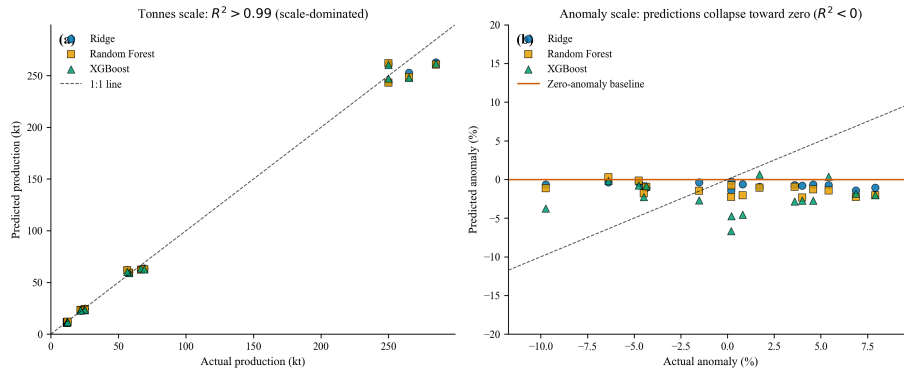 Tonnes scale: R² > 0.99 (scale-dominated)
(a)
Ridge
Random Forest
XGBoost
1:1 line
250
200
150
100
50
0
0
50
100
150
200
250
Predicted production (kt)
Actual production (kt)
Anomaly scale: predictions collapse toward zero (R² < 0)
(b)
Ridge
Random Forest
XGBoost
Zero-anomaly baseline
20
15
10
5
0
−5
−10
−15
−20
−10.0
−7.5
−5.0
−2.5
0.0
2.5
5.0
7.5
Predicted anomaly (%)
Actual anomaly (%)